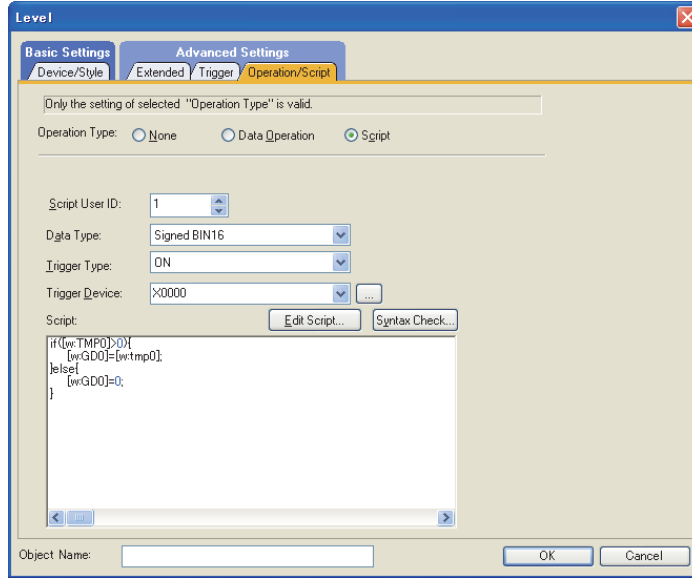 Level
Basic Settings
Advanced Settings
Device/Style
Extended
Trigger
Operation/Script
Only the setting of selected "Operation Type" is valid.
Operation Type:
None
Data Operation
Script
Script User ID:
1
Data Type:
Signed BIN16
Trigger Type:
ON
Trigger Device:
X0000
...
Script:
Edit Script...
Syntax Check...
if([w:TMP0]>0){
[w:GD0]=[w:tmp0];
}else{
[w:GD0]=0;
}
Object Name:
OK
Cancel